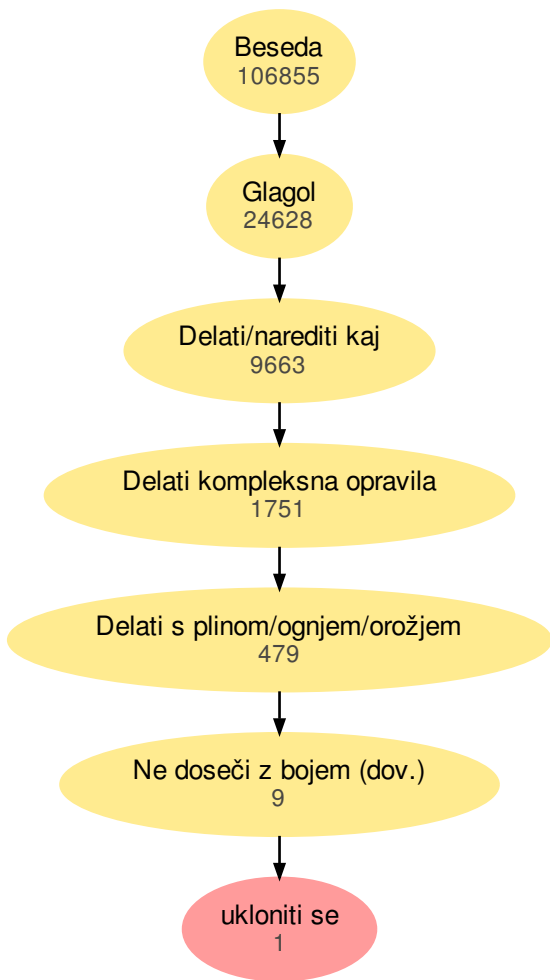 Beseda
106855
Glagol
24628
Delati/narediti kaj
9663
Delati kompleksna opravila
1751
Delati s plinom/ognjem/orožjem
479
Ne doseči z bojem (dov.)
9
ukloniti se
1